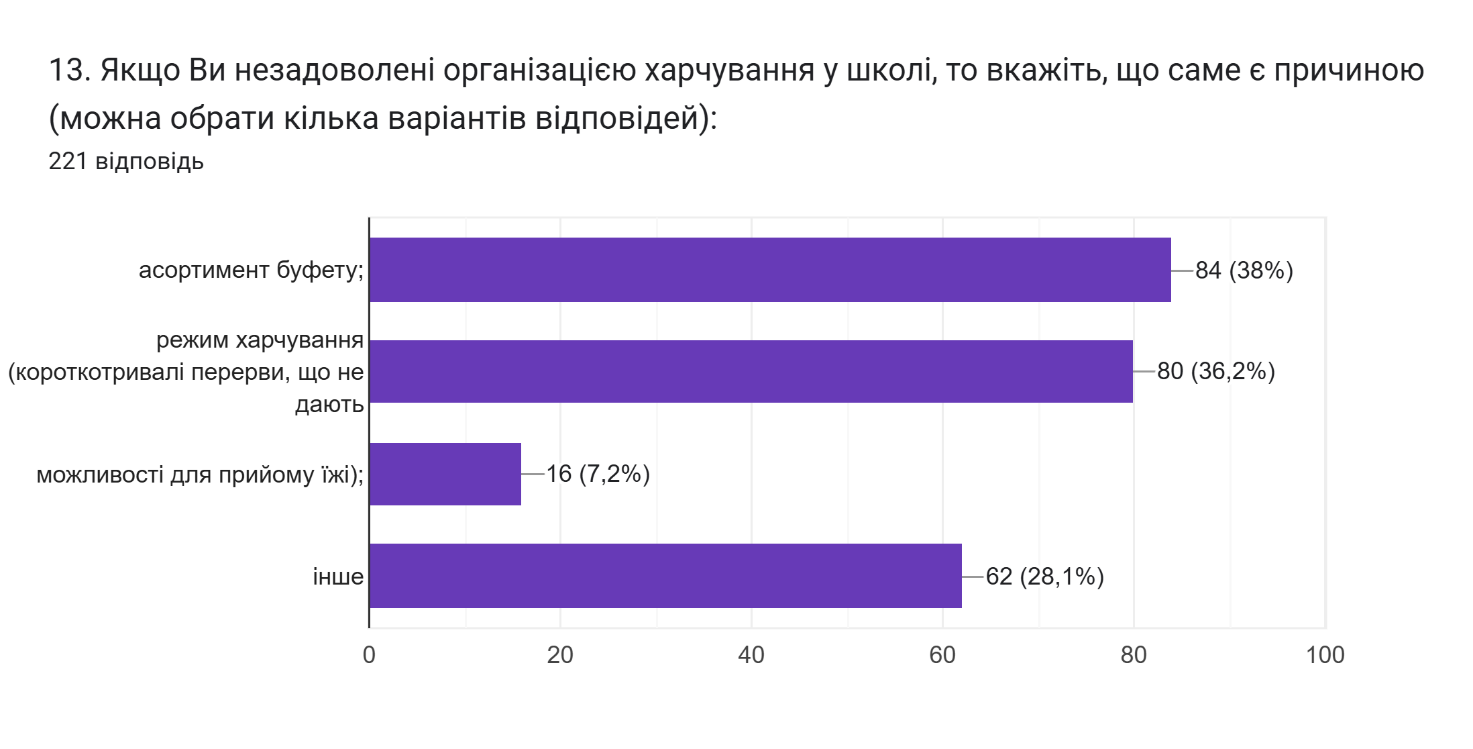 13. Якщо Ви незадоволені організацією харчування у школі, то вкажіть, що саме є причиною
(можна обрати кілька варіантів відповідей):
221 відповідь
асортимент буфету;
84 (38%)
режим харчування
(короткотривалі перерви, що не
дають
80 (36,2%)
можливості для прийому їжі);
16 (7,2%)
інше
62 (28,1%)
0 20 40 60 80 100